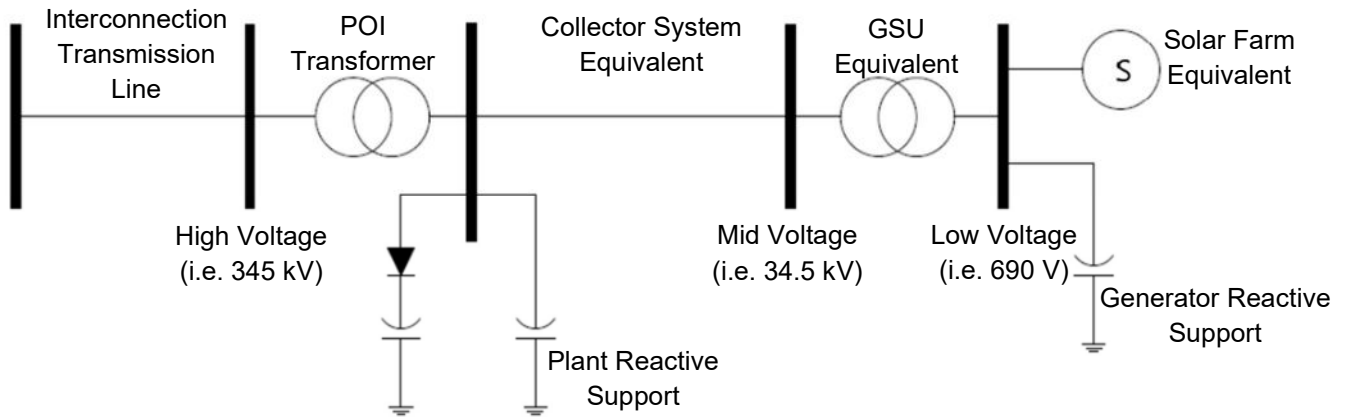 Interconnection
Transmission
Line
POI
Transformer
Collector System
Equivalent
GSU
Equivalent
Solar Farm
Equivalent
S
High Voltage
(i.e. 345 kV)
Mid Voltage
(i.e. 34.5 kV)
Low Voltage
(i.e. 690 V)
Generator Reactive
Support
Plant Reactive
Support